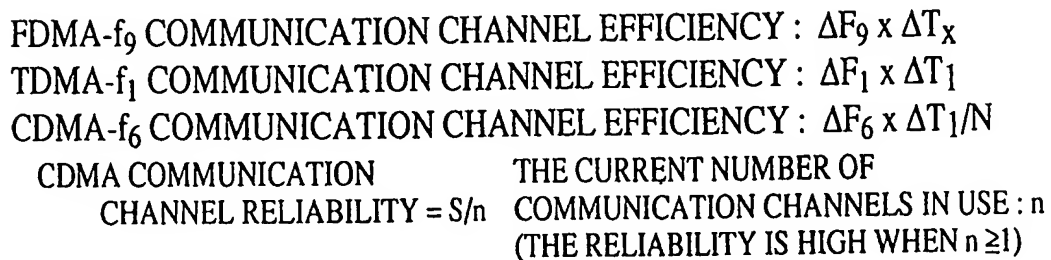 FDMA-f9 COMMUNICATION CHANNEL EFFICIENCY : ΔF9 x ΔTx
TDMA-f1 COMMUNICATION CHANNEL EFFICIENCY : ΔF1 x ΔT1
CDMA-f6 COMMUNICATION CHANNEL EFFICIENCY : ΔF6 x ΔT1/N
CDMA COMMUNICATION
CHANNEL RELIABILITY = S/n
THE CURRENT NUMBER OF
COMMUNICATION CHANNELS IN USE : n
(THE RELIABILITY IS HIGH WHEN n ≧1)